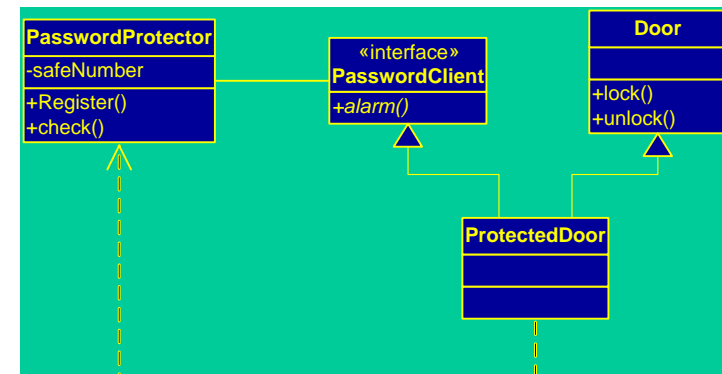 PasswordProtector
-safeNumber
+Register()
+check()
«interface»
PasswordClient
+alarm()
Door
+lock()
+unlock()
ProtectedDoor